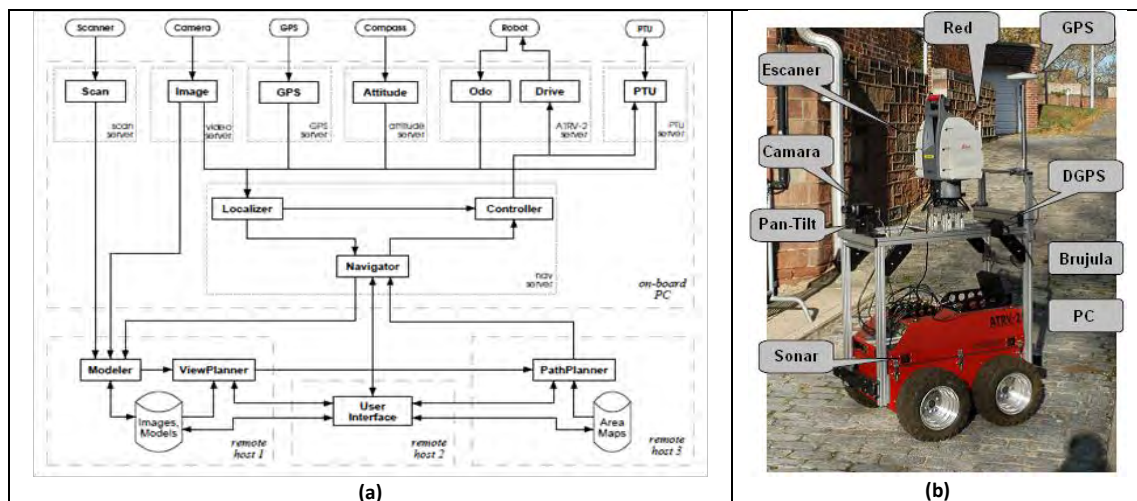 Scanner
Camera
GPS
Compass
Robot
PTU
Scan
Image
GPS
Attitude
Odo
Drive
PTU
scan
server
video
server
GPS
server
attitude
server
ATRV-2
server
PTU
server
Localizer
Controller
Navigator
nav
server
on-board
PC
Modeler
ViewPlanner
PathPlanner
User
Interface
Images,
Models
Area
Maps
remote
host 1
remote
host 2
remote
host 3
(a)
Red
GPS
Escaner
Camara
DGPS
Pan-Tilt
Brujula
PC
Sonar
ATRV-2
(b)